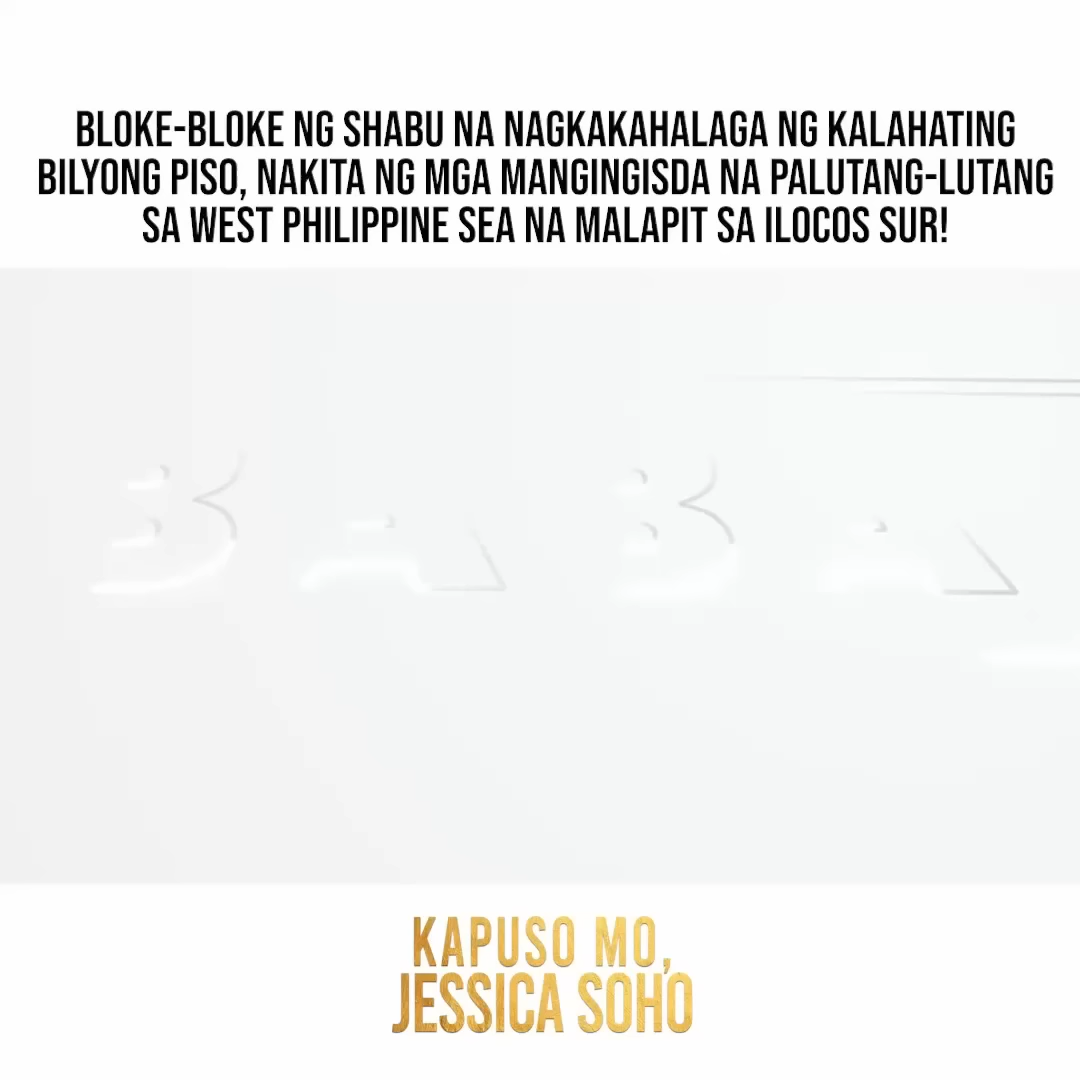 BLOKE-BLOKE NG SHABU NA NAGKAKAHALAGA NG KALAHATING
BILYONG PISO, NAKITA NG MGA MANGINGISDA NA PALUTANG-LUTANG
SA WEST PHILIPPINE SEA NA MALAPIT SA ILOCOS SUR!
BABA
KAPUSO MO,
JESSICA SOHO